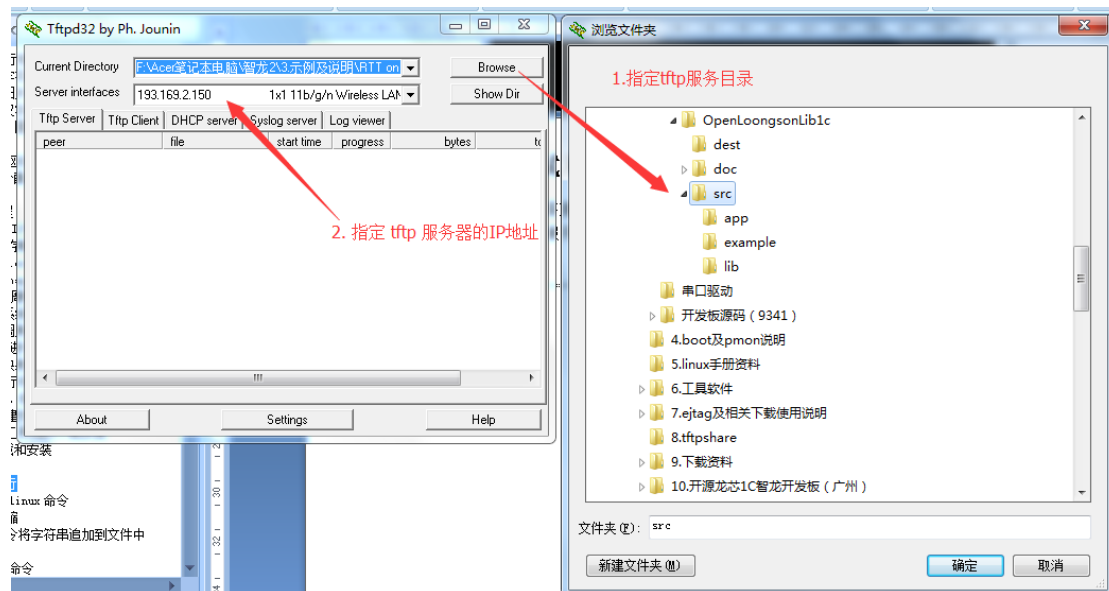 Tftpd32 by Ph. Jounin
Current Directory F:\Acer笔记本电脑\智龙2\3.示例及说明\RTT on
Browse
Server interfaces 193.169.2.150 1x1 11b/g/n Wireless LAN
Show Dir
Tftp Server Tftp Client DHCP server Syslog server Log viewer
peer file start time progress bytes
2. 指定 tftp 服务器的IP地址
About Settings Help
和安装
linux 命令
令将字符串追加到文件中
命令
30
32
浏览文件夹
1.指定tftp服务目录
OpenLoongsonLib1c
dest
doc
src
app
example
lib
串口驱动
开发板源码 ( 9341 )
4.boot及pmon说明
5.linux手册资料
6.工具软件
7.ejtag及相关下载使用说明
8.tftpshare
9.下载资料
10.开源龙芯1C智龙开发板 ( 广州 )
文件夹(F): src
新建文件夹(M) 确定 取消